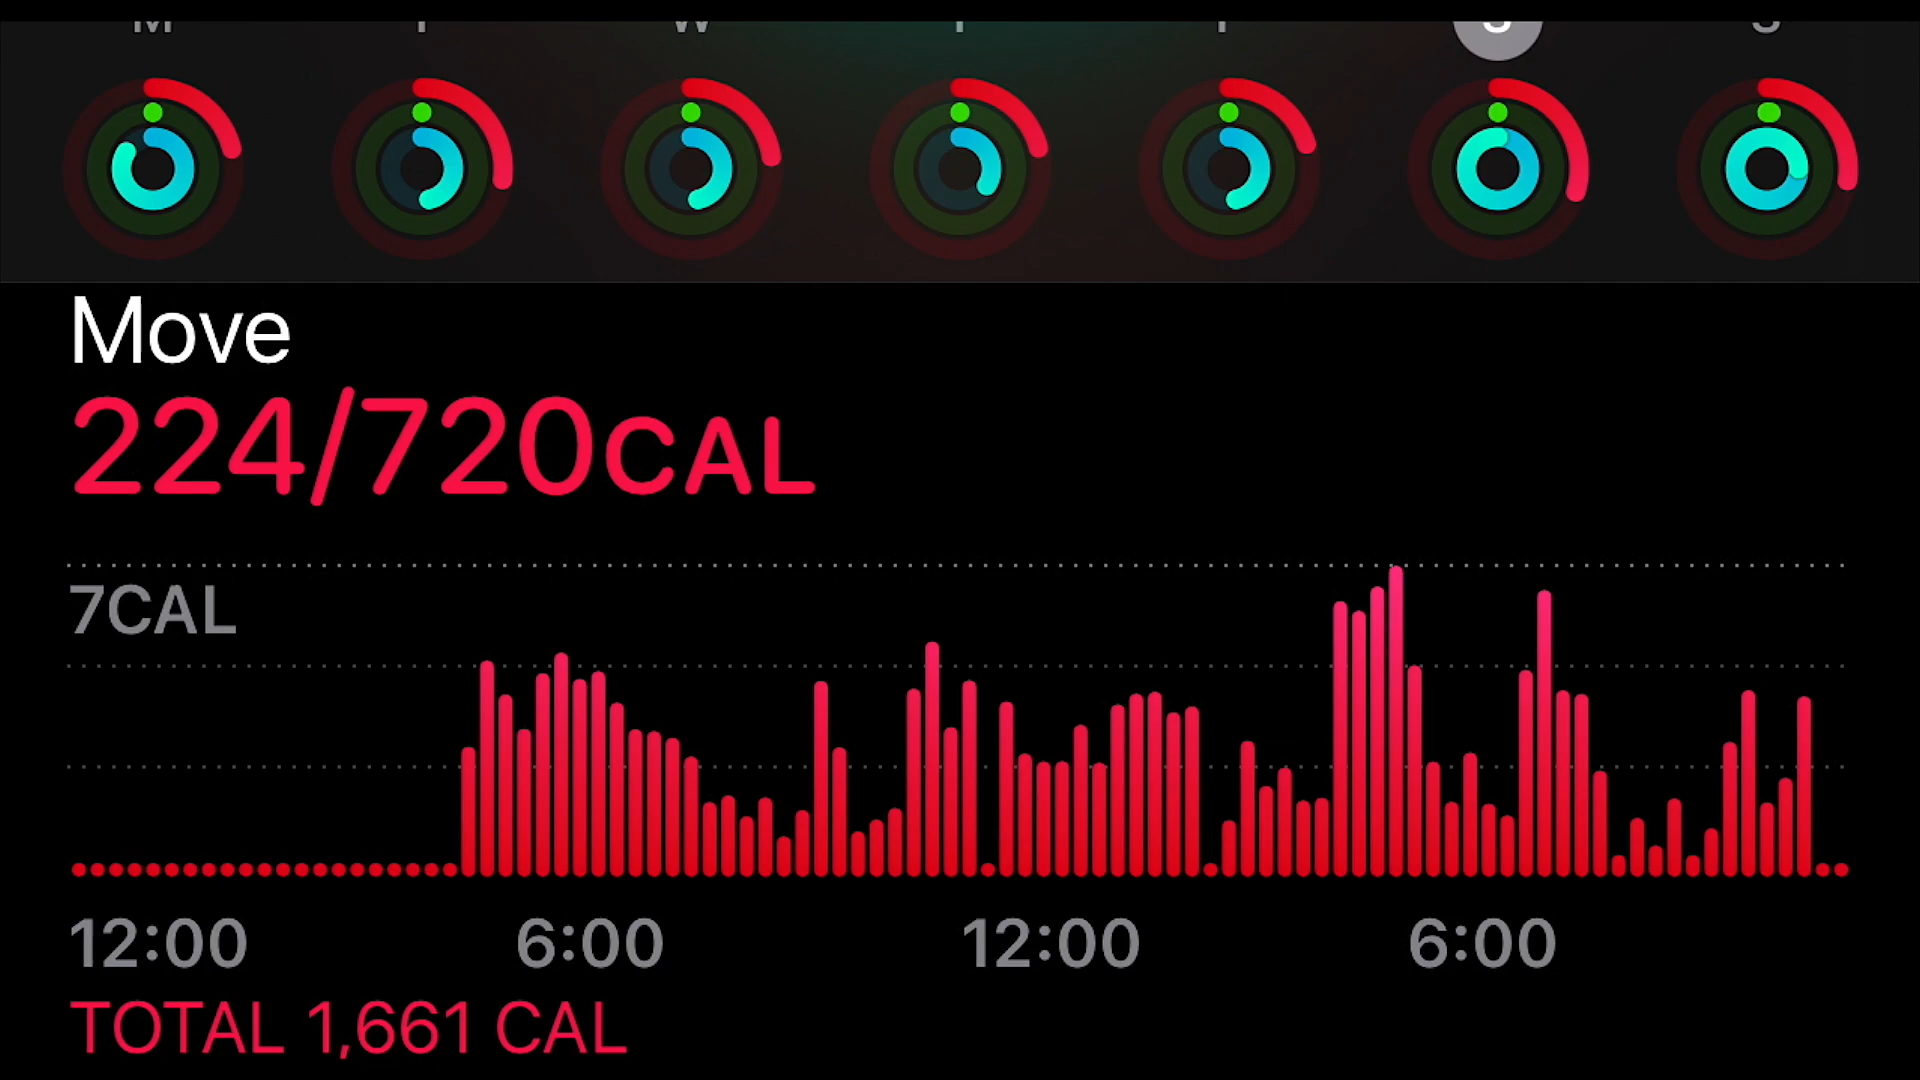 M T W T F S S
Move
224/720CAL
7CAL
12:00 6:00 12:00 6:00
TOTAL 1,661 CAL